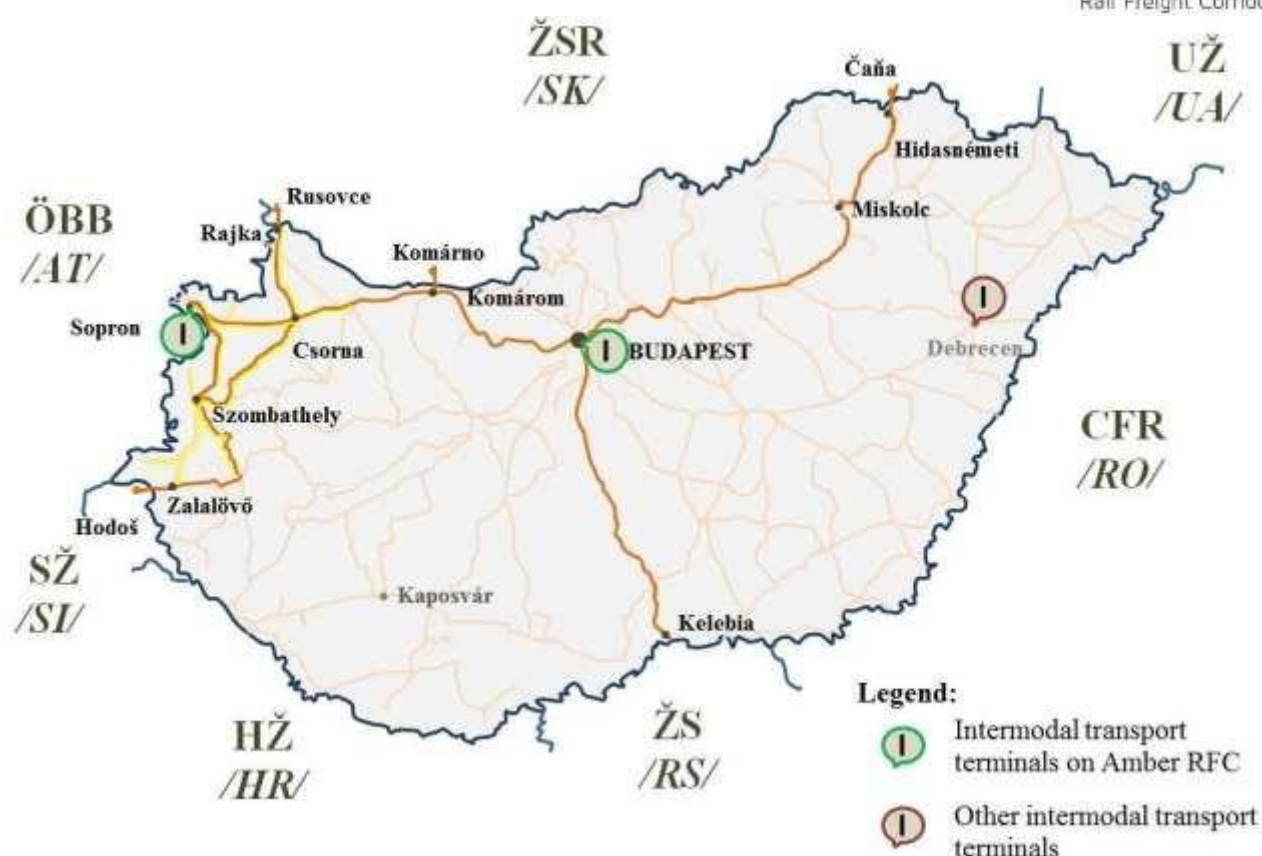 Rail Freight Corrido
ŽSR
/SK/
UŽ
/UA/
Čaňa
Hidasnémeti
Rusovce
ÖBB
/AT/
Rajka
Miskolc
Komárno
Komárom
Sopron
I
I
I
BUDAPEST
Csorna
Debrecen
Szombathely
CFR
/RO/
Zalalövő
Hodoš
SŽ
/SI/
Kaposvár
Kelebia
Legend:
HŽ
/HR/
ŽS
/RS/
I
Intermodal transport
terminals on Amber RFC
I
Other intermodal transport
terminals